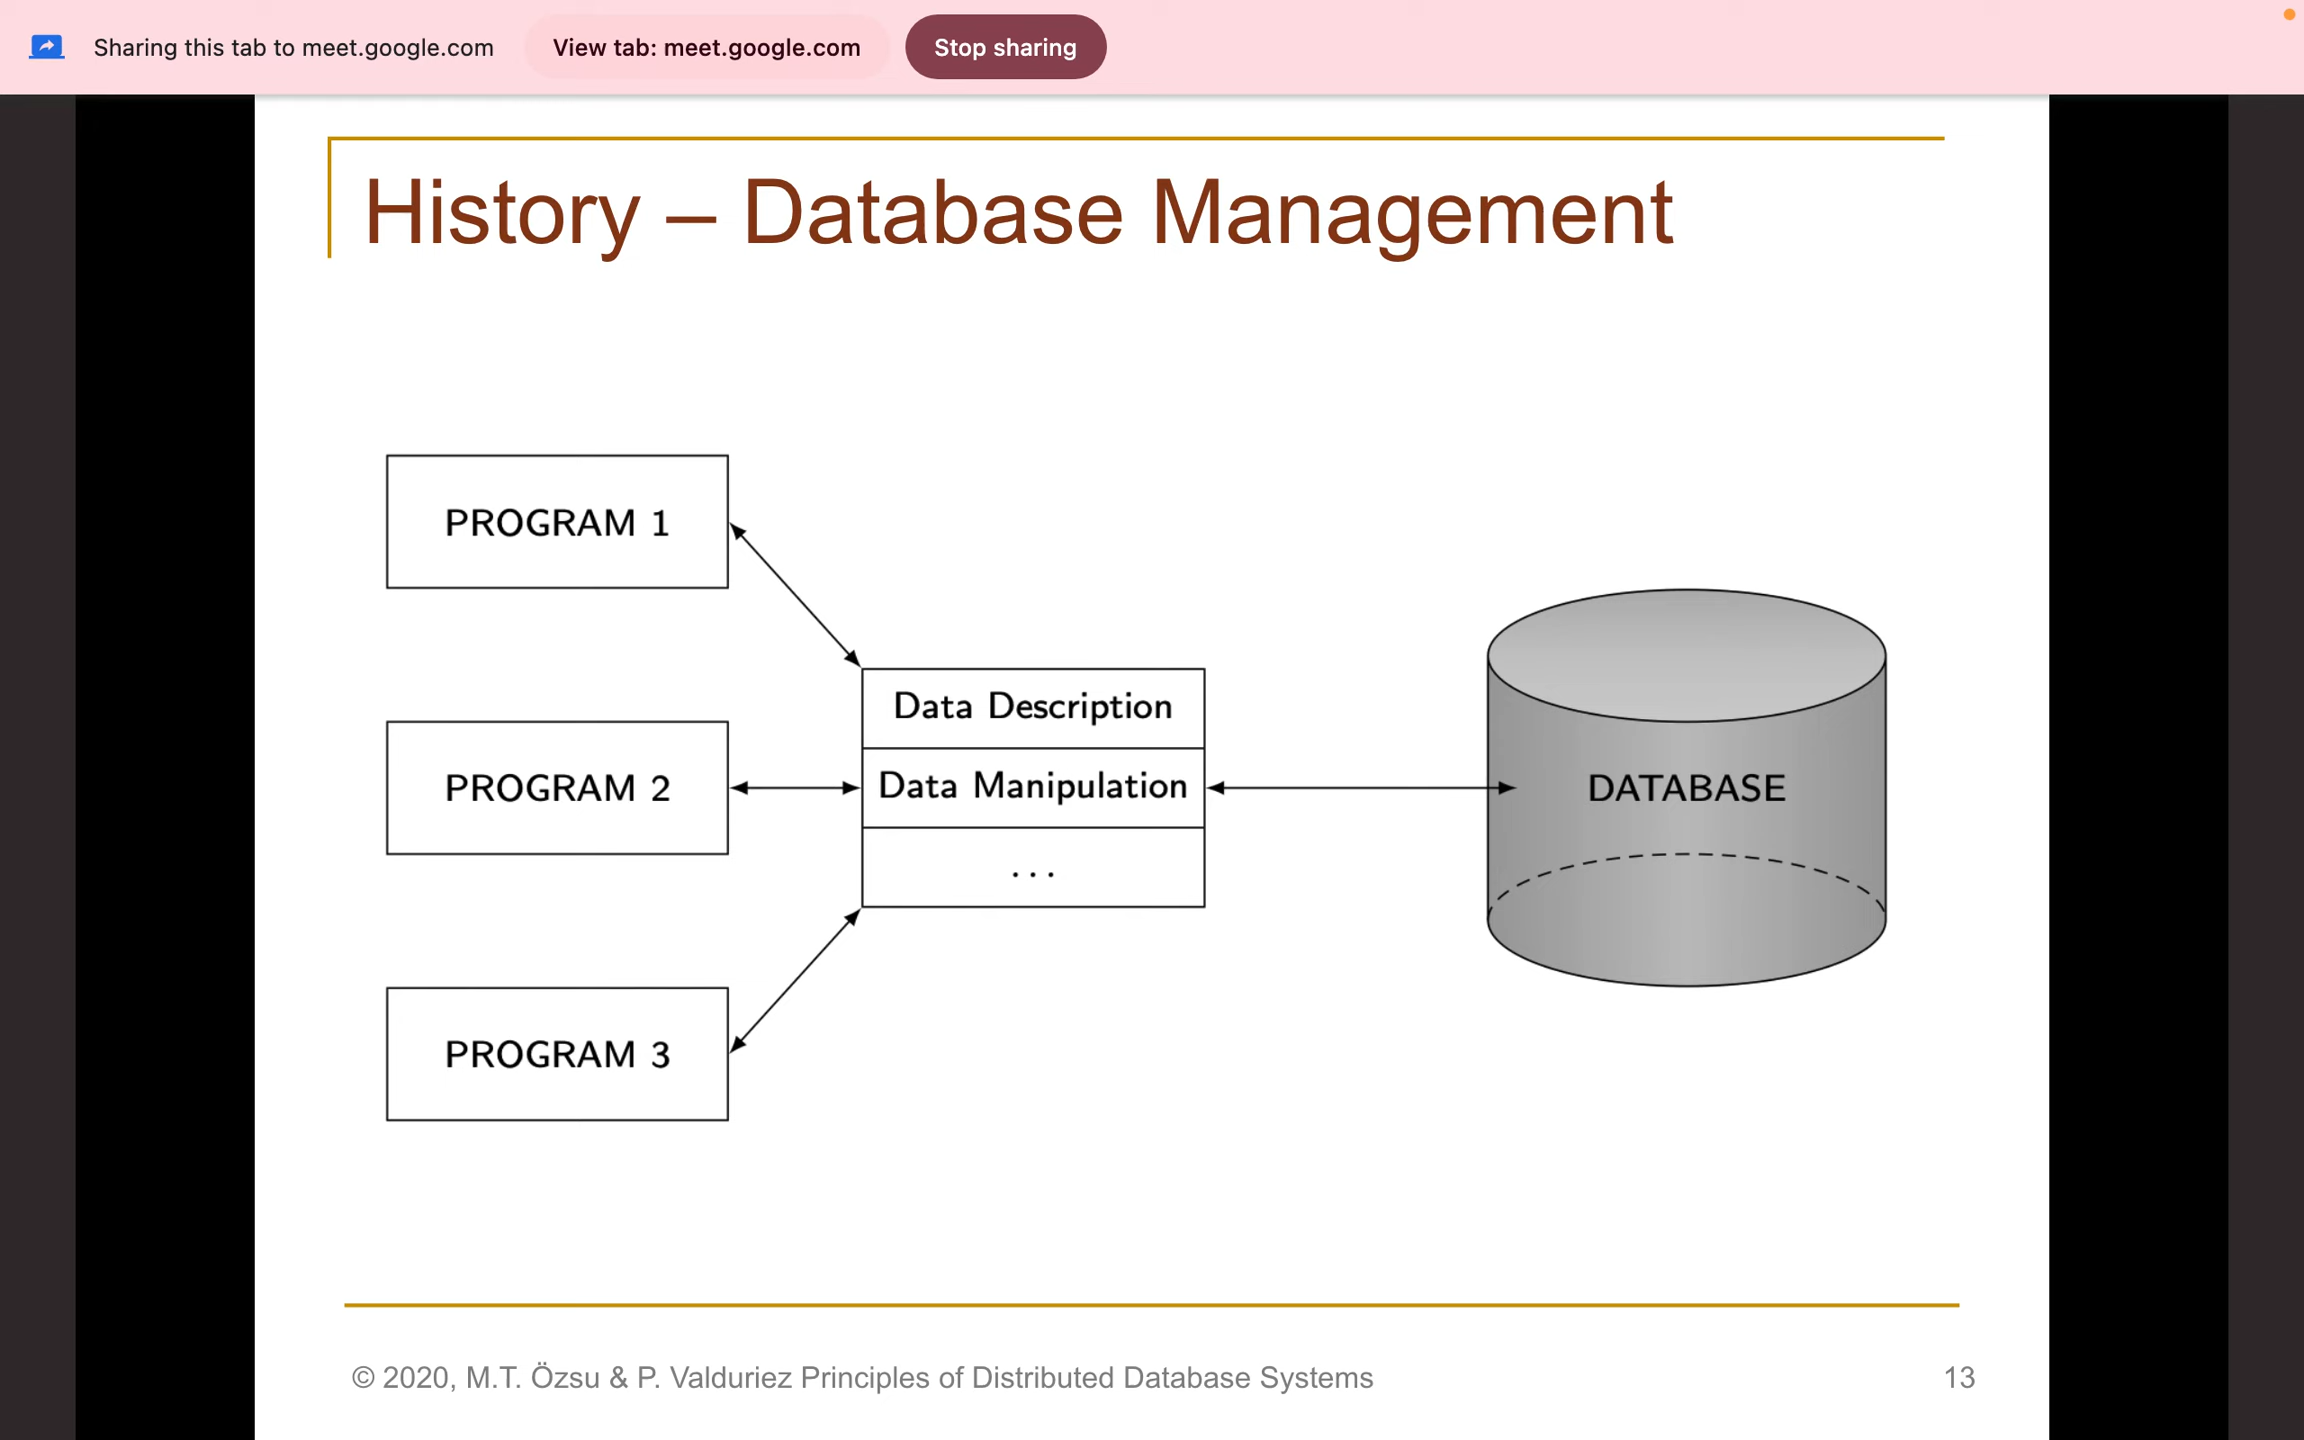 Sharing this tab to meet.google.com
View tab: meet.google.com
Stop sharing
History – Database Management
PROGRAM 1
PROGRAM 2
PROGRAM 3
Data Description
Data Manipulation
...
DATABASE
© 2020, M.T. Özsu & P. Valduriez Principles of Distributed Database Systems
13